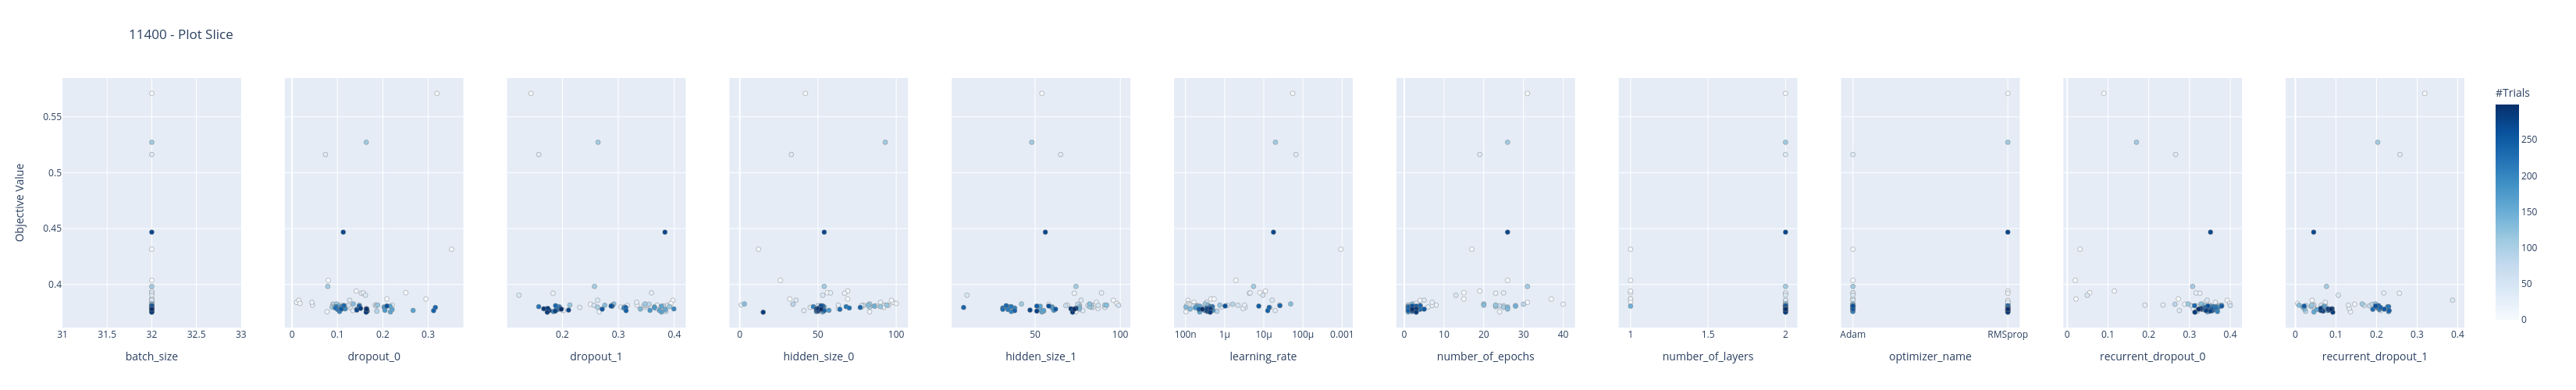 11400 - Plot Slice
Objective Value
0.55
0.5
0.45
0.4
31 31.5 32 32.5 33
batch_size
0 0.1 0.2 0.3
dropout_0
0.2 0.3 0.4
dropout_1
0 50 100
hidden_size_0
50 100
hidden_size_1
100n 1μ 10μ 100μ 0.001
learning_rate
0 10 20 30 40
number_of_epochs
1 1.5 2
number_of_layers
Adam RMSprop
optimizer_name
0 0.1 0.2 0.3 0.4
recurrent_dropout_0
0 0.1 0.2 0.3 0.4
recurrent_dropout_1
#Trials
250
200
150
100
50
0